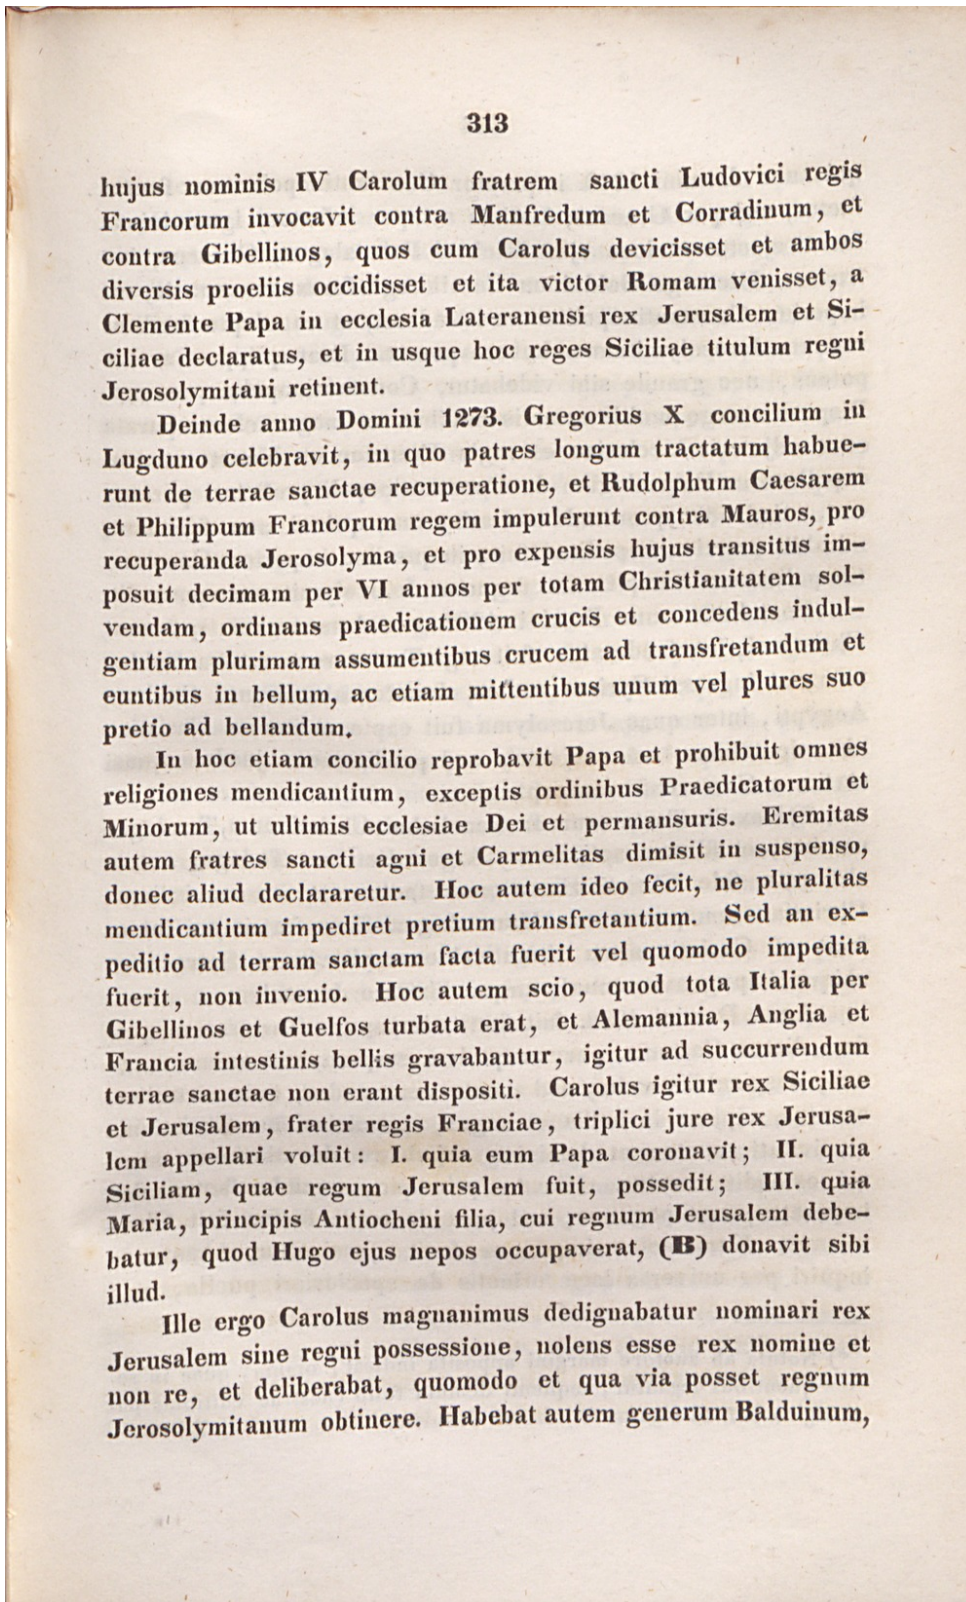 313
hujus nominis IV Carolum fratrem sancti Ludovici regis
Francorum invocavit contra Manfredum et Corradinum, et
contra Gibellinos, quos cum Carolus devicisset et ambos
diversis proeliis occidisset et ita victor Romam venisset, a
Clemente Papa in ecclesia Lateranensi rex Jerusalem et Si-
ciliae declaratus, et in usque hoc reges Siciliae titulum regni
Jerosolymitani retinent.
Deinde anno Domini 1273. Gregorius X concilium in
Lugduno celebravit, in quo patres longum tractatum habue-
runt de terrae sanctae recuperatione, et Rudolphum Caesarem
et Philippum Francorum regem impulerunt contra Mauros, pro
recuperanda Jerosolyma, et pro expensis hujus transitus im-
posuit decimam per VI annos per totam Christianitatem sol-
vendam, ordinans praedicationem crucis et concedens indul-
gentiam plurimam assumentibus crucem ad transfretandum et
euntibus in bellum, ac etiam mittentibus unum vel plures suo
pretio ad bellandum.
In hoc etiam concilio reprobavit Papa et prohibuit omnes
religiones mendicantium, exceptis ordinibus Praedicatorum et
Minorum, ut ultimis ecclesiae Dei et permansuris. Eremitas
autem fratres sancti agni et Carmelitas dimisit in suspenso,
donec aliud declararetur. Hoc autem ideo fecit, ne pluralitas
mendicantium impediret pretium transfretantium. Sed an ex-
peditio ad terram sanctam facta fuerit vel quomodo impedita
fuerit, non invenio. Hoc autem scio, quod tota Italia per
Gibellinos et Guelfos turbata erat, et Alemannia, Anglia et
Francia intestinis bellis gravabantur, igitur ad succurrendum
terrae sanctae non erant dispositi. Carolus igitur rex Siciliae
et Jerusalem, frater regis Franciae, triplici jure rex Jerusa-
lem appellari voluit: I. quia eum Papa coronavit; II. quia
Siciliam, quae regum Jerusalem fuit, possedit; III. quia
Maria, principis Antiocheni filia, cui regnum Jerusalem debe-
batur, quod Hugo ejus nepos occupaverat, (B) donavit sibi
illud.
Ille ergo Carolus magnanimus dedignabatur nominari rex
Jerusalem sine regni possessione, nolens esse rex nomine et
non re, et deliberabat, quomodo et qua via posset regnum
Jerosolymitanum obtinere. Habebat autem generum Balduinum,